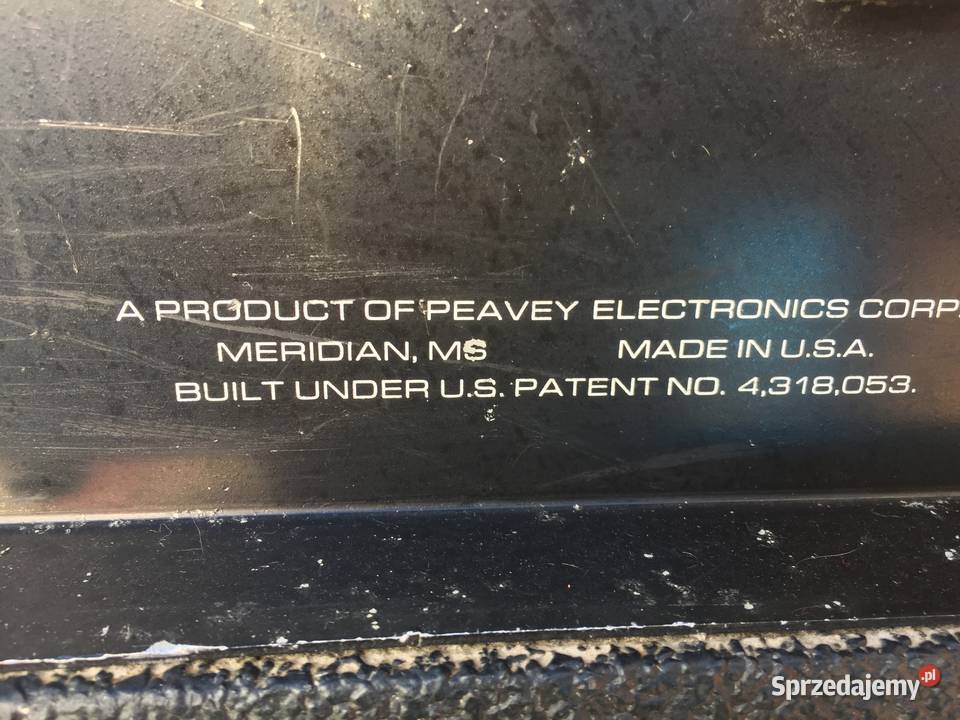 A PRODUCT OF PEAVEY ELECTRONICS CORP.
MERIDIAN, MS MADE IN U.S.A.
BUILT UNDER U.S. PATENT NO. 4,318,053.
Sprzedajemy.pl